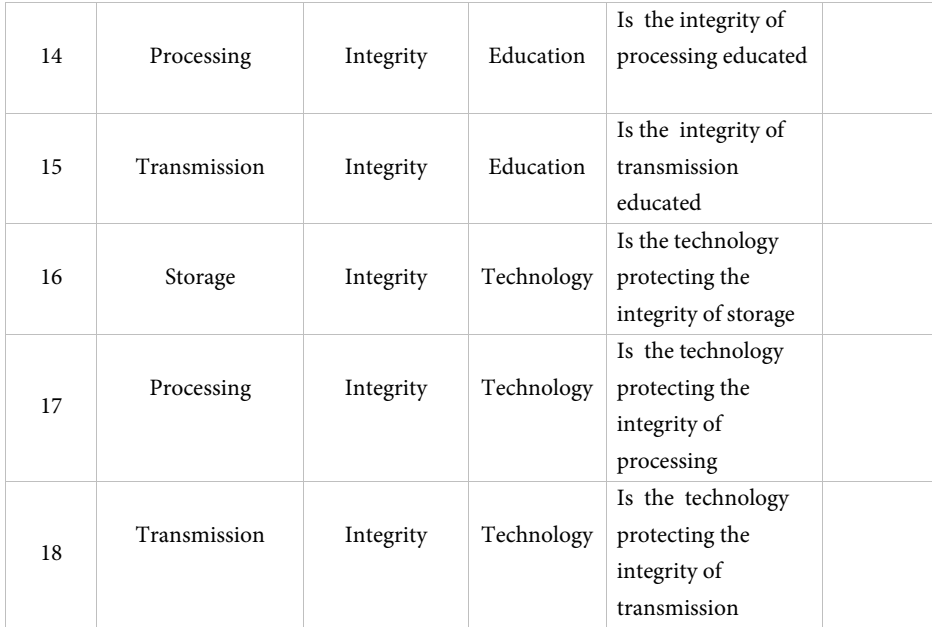 14 Processing Integrity Education Is the integrity of
processing educated
15 Transmission Integrity Education Is the integrity of
transmission
educated
16 Storage Integrity Technology Is the technology
protecting the
integrity of storage
17 Processing Integrity Technology Is the technology
protecting the
integrity of
processing
18 Transmission Integrity Technology Is the technology
protecting the
integrity of
transmission